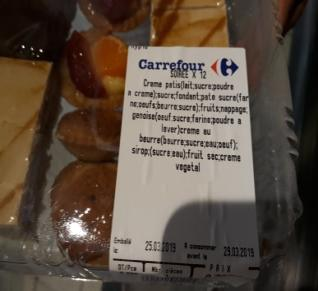 Carrefour
SOIREE X 12
Creme patis(lait;sucre;poudre
a creme);sucre;fondant;pate sucre(far
ne;oeufs;beurre;sucre);fruits;nappage;
genoise(oeuf;sucre;farine;poudre a
lever)creme au
beurre(beurre;sucre;eau;oeuf);
sirop;(sucre;eau);fruit sec;creme
vegetal
Emballé le 25.03.2019 A consommer avant le 29.03.2019
DT/Pce Nbr pièces PRIX